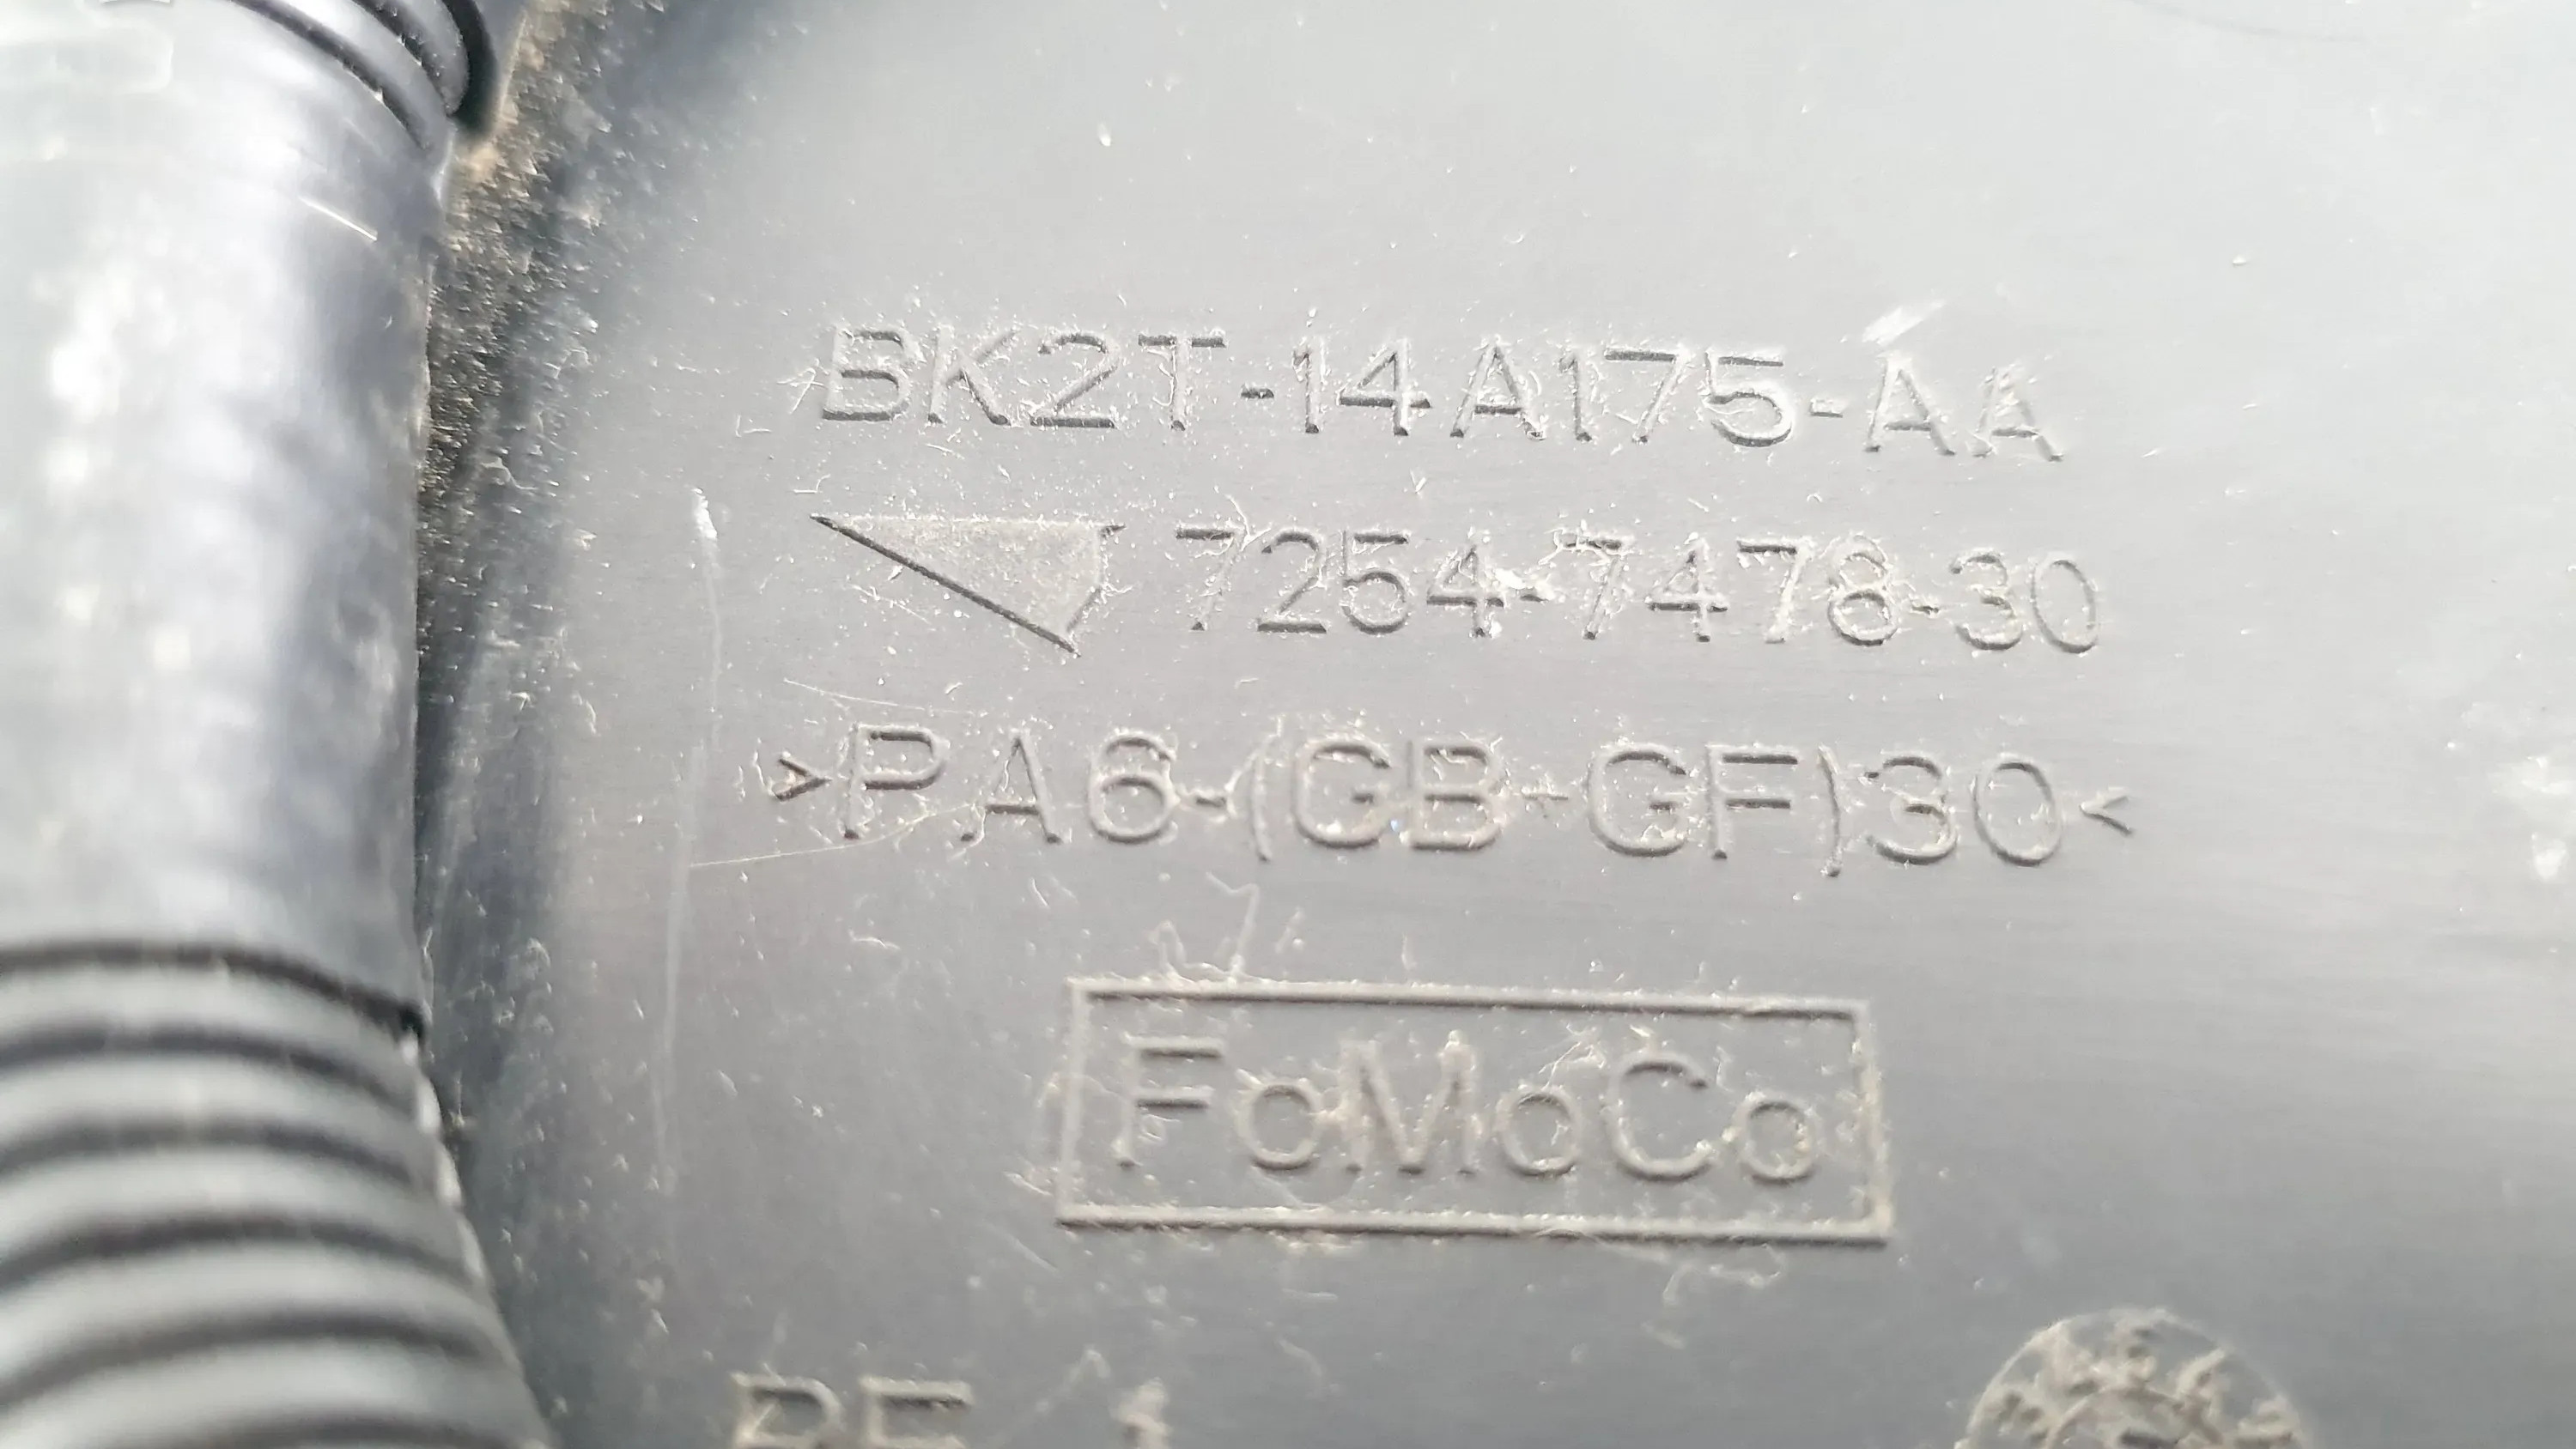 BK2T-14A175-AA
7254-7478-30
>PA6-(GB+GF)30<
FoMoCo